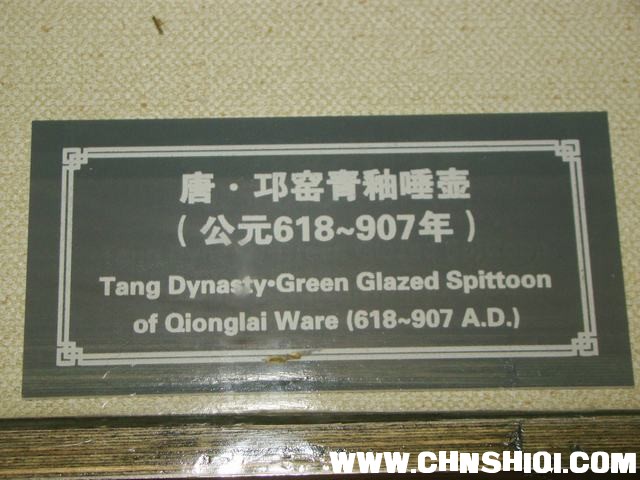 唐·邛窑青釉唾壶
（公元618~907年）
Tang Dynasty·Green Glazed Spittoon
of Qionglai Ware (618~907 A.D.)
WWW.CHNSHIQI.COM